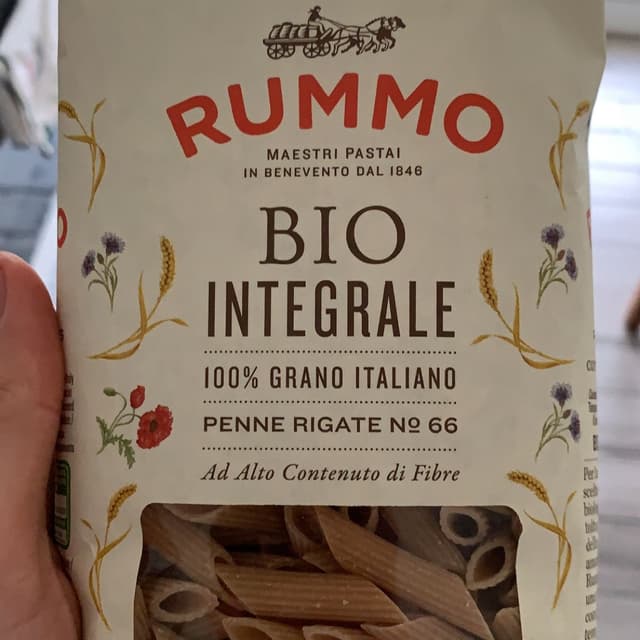 RUMMO
MAESTRI PASTAI
IN BENEVENTO DAL 1846
BIO
INTEGRALE
100% GRANO ITALIANO
PENNE RIGATE Nº 66
Ad Alto Contenuto di Fibre